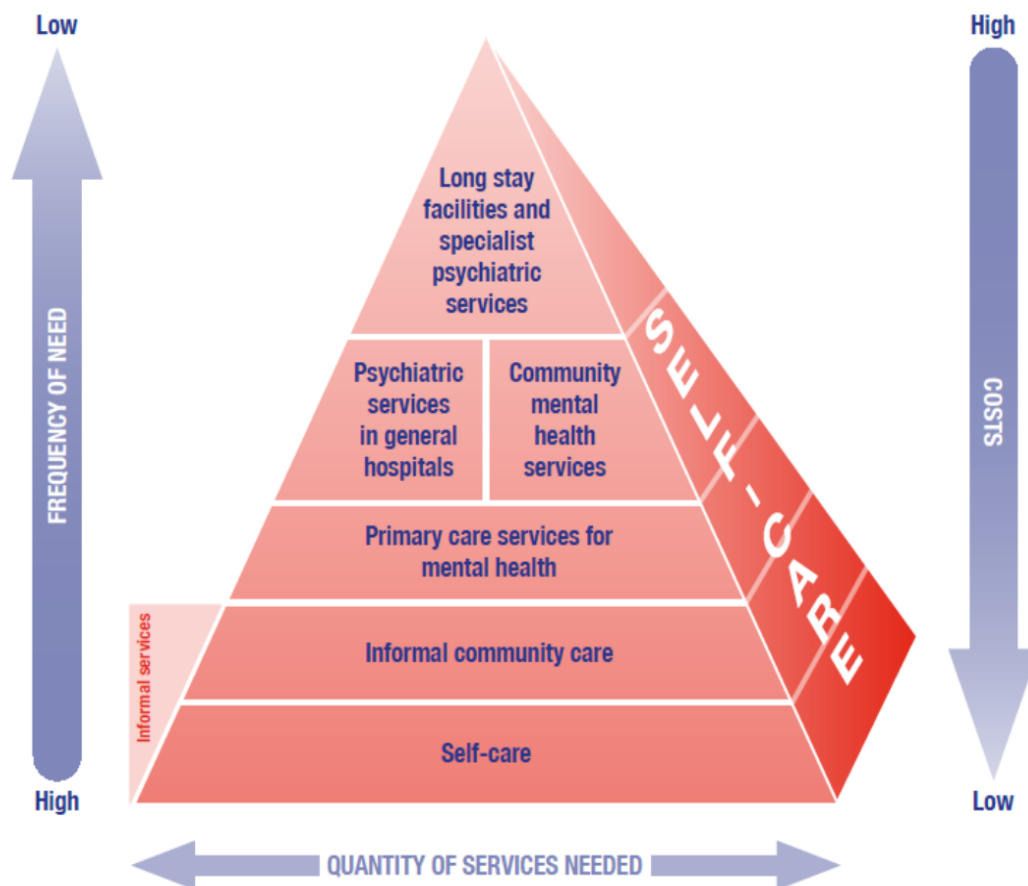 Low
High
Long stay
facilities and
specialist
psychiatric
services
Psychiatric
services
in general
hospitals
Community
mental
health
services
Primary care services for
mental health
Informal community care
Self-care
SELF-CARE
Informal services
FREQUENCY OF NEED
COSTS
High
Low
QUANTITY OF SERVICES NEEDED